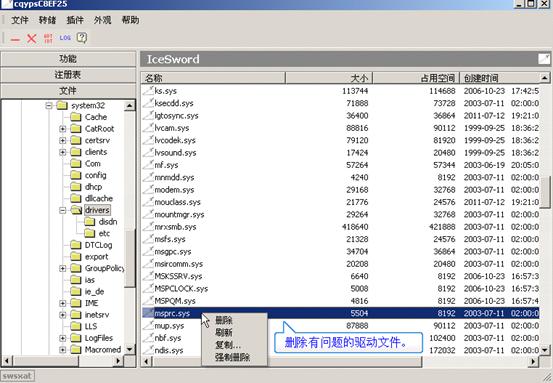 cqypsC8EF25
文件 转储 插件 外观 帮助
GDT IDT LOG
功能
注册表
文件
system32
Cache
CatRoot
certsrv
clients
Com
config
dhcp
dllcache
drivers
disdn
etc
DTCLog
export
GroupPolicy
ias
ie_de
IME
inetsrv
LLS
LogFiles
Macromed
IceSword
名称 大小 占用空间 创建时间
ks.sys 113744 114688 2006-10-23 17:42:5
ksecdd.sys 71888 73728 2003-07-11 02:00:0
lgtosync.sys 36400 36864 2011-07-12 19:21:0
lvcam.sys 88816 90112 1999-09-25 18:36:2
lvcodek.sys 79120 81920 1999-09-25 18:36:2
lvsound.sys 17424 20480 1999-09-25 18:36:2
mf.sys 57264 57344 2003-06-19 20:05:0
mnmdd.sys 4240 8192 2003-07-11 02:00:0
modem.sys 29168 32768 2003-07-11 02:00:0
mouclass.sys 21776 24576 2011-07-12 19:21:0
mountmgr.sys 29264 32768 2003-07-11 02:00:0
mrxsmb.sys 418640 421888 2003-07-11 02:00:0
msfs.sys 21328 24576 2003-07-11 02:00:0
msgpc.sys 34704 36864 2003-07-11 02:00:0
msircomm.sys 20208 20480 2003-07-11 02:00:0
MSKSSRV.sys 6640 8192 2006-10-23 16:57:3
MSPCLOCK.sys 5008 8192 2006-10-23 16:57:2
MSPQM.sys 4816 8192 2006-10-23 16:57:3
msprc.sys 5504 8192 2003-07-11 02:00:0
mup.sys 87888 90112 2003-07-11 02:00:0
nbf.sys 102400 2003-07-11 02:00:0
ndis.sys 172032 2003-07-11 02:00:0
删除
刷新
复制...
强制删除
删除有问题的驱动文件。
swsxat